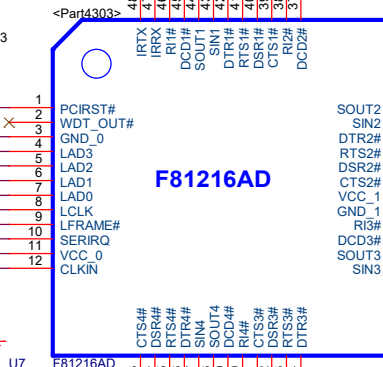 <Part4303>
3
IRTX
IRRX
RI1#
DCD1#
SOUT1
SIN1
DTR1#
RTS1#
DSR1#
CTS1#
RI2#
DCD2#
1 PCIRST#
2 WDT_OUT#
3 GND_0
4 LAD3
5 LAD2
6 LAD1
7 LAD0
8 LCLK
9 LFRAME#
10 SERIRQ
11 VCC_0
12 CLKIN
F81216AD
SOUT2
SIN2
DTR2#
RTS2#
DSR2#
CTS2#
VCC_1
GND_1
RI3#
DCD3#
SOUT3
SIN3
CTS4#
DSR4#
RTS4#
DTR4#
SIN4
SOUT4
DCD4#
RI4#
CTS3#
DSR3#
RTS3#
DTR3#
U7
F81216AD